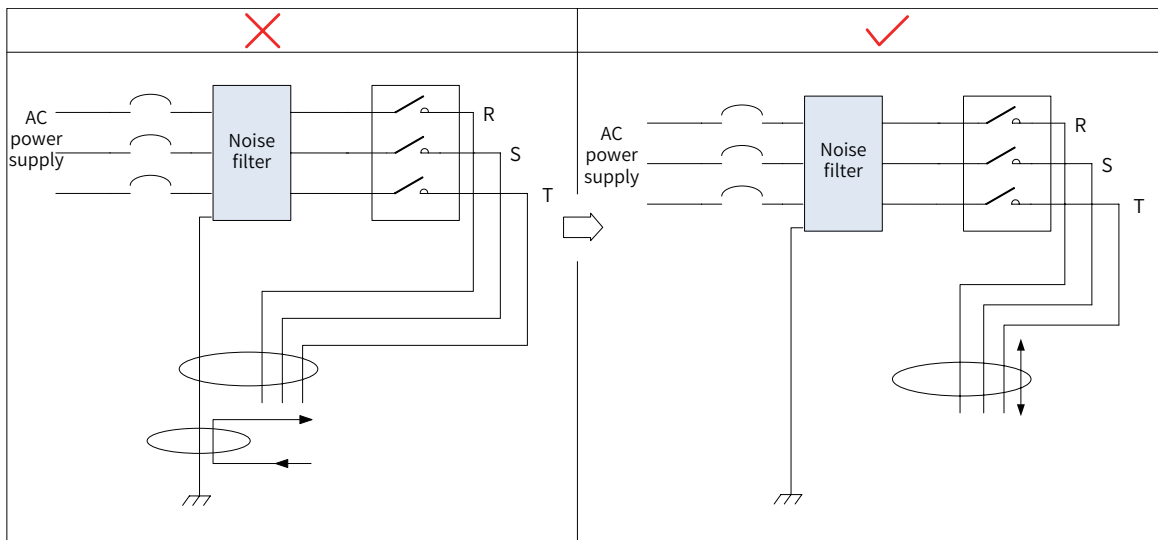 AC
power
supply
Noise
filter
R
S
T
AC
power
supply
Noise
filter
R
S
T